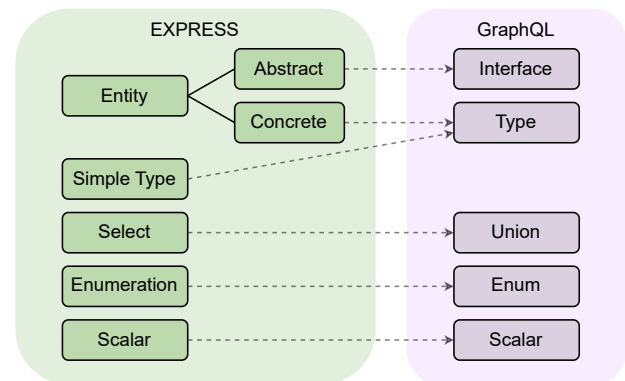 EXPRESS
GraphQL
Abstract
Interface
Entity
Concrete
Type
Simple Type
Select
Union
Enumeration
Enum
Scalar
Scalar